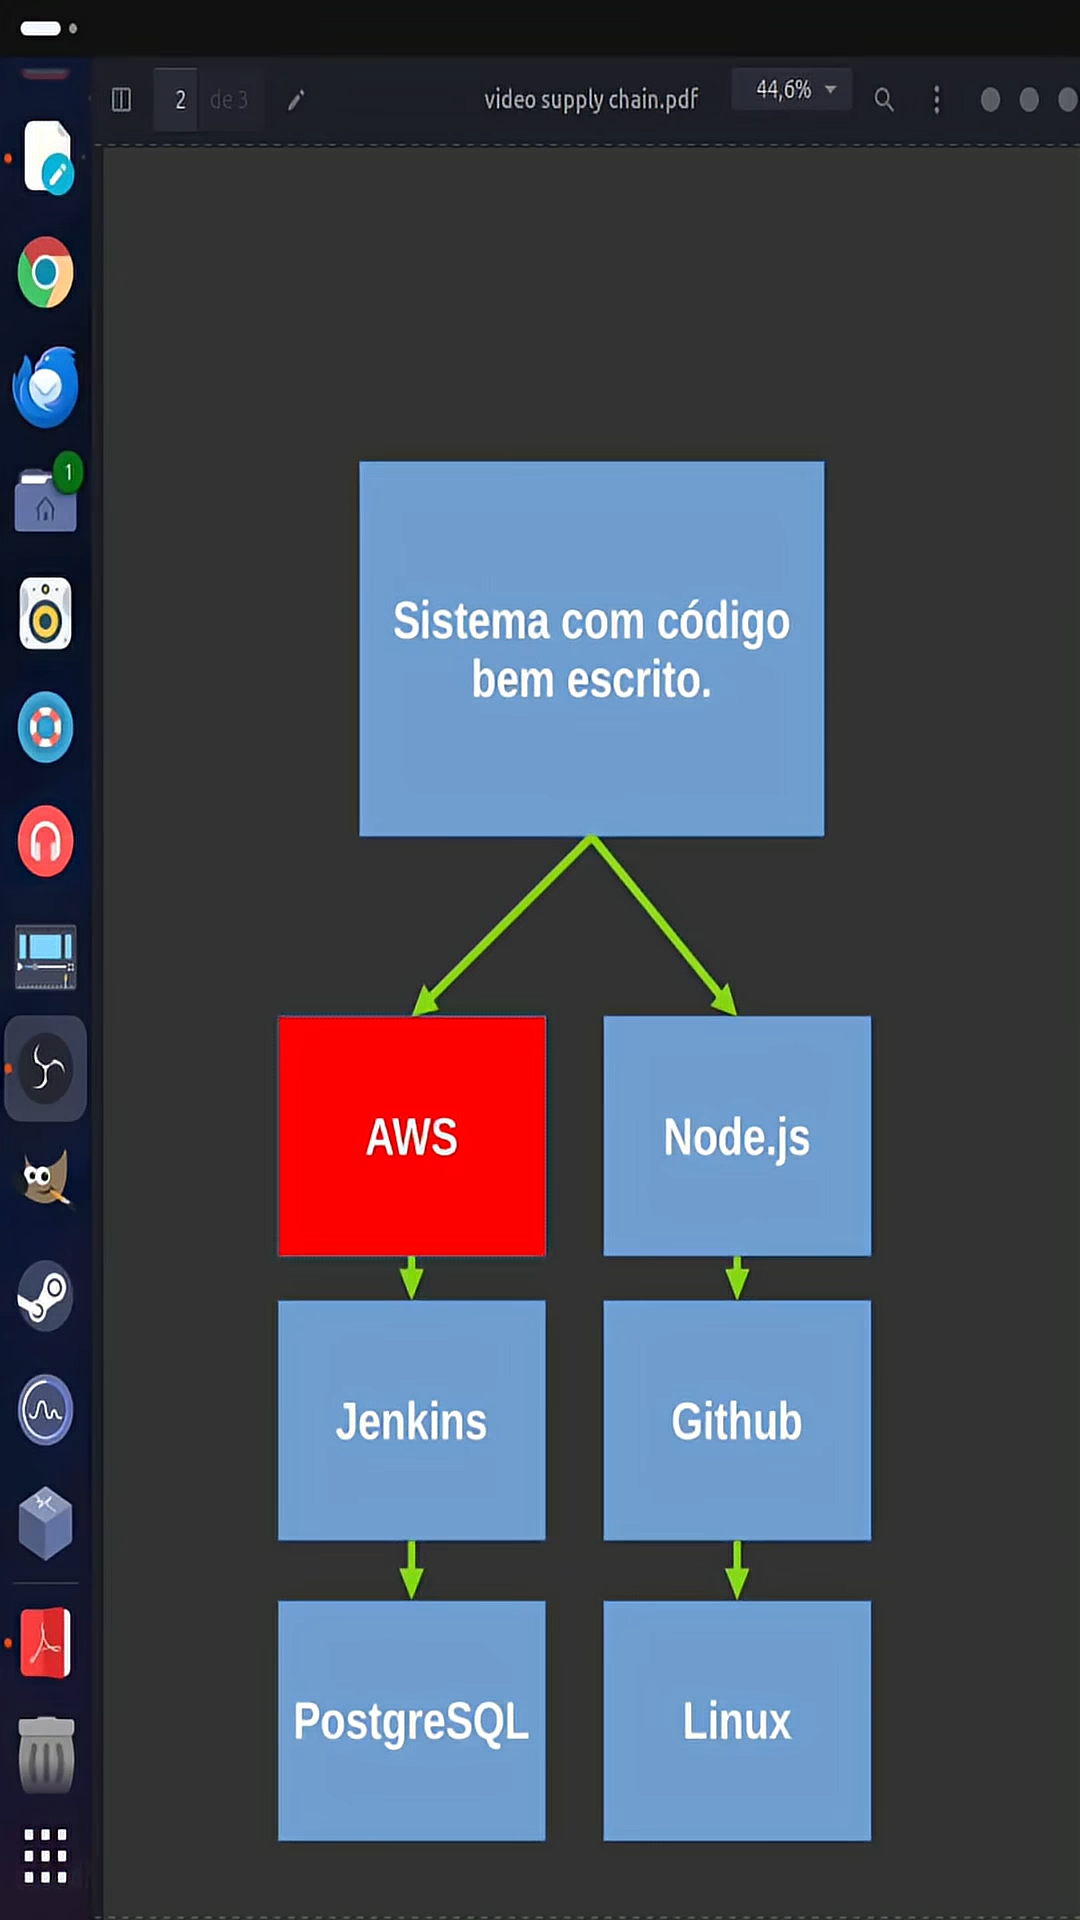 2 de 3
video supply chain.pdf
44,6%
1
Sistema com código
bem escrito.
AWS
Node.js
Jenkins
Github
PostgreSQL
Linux